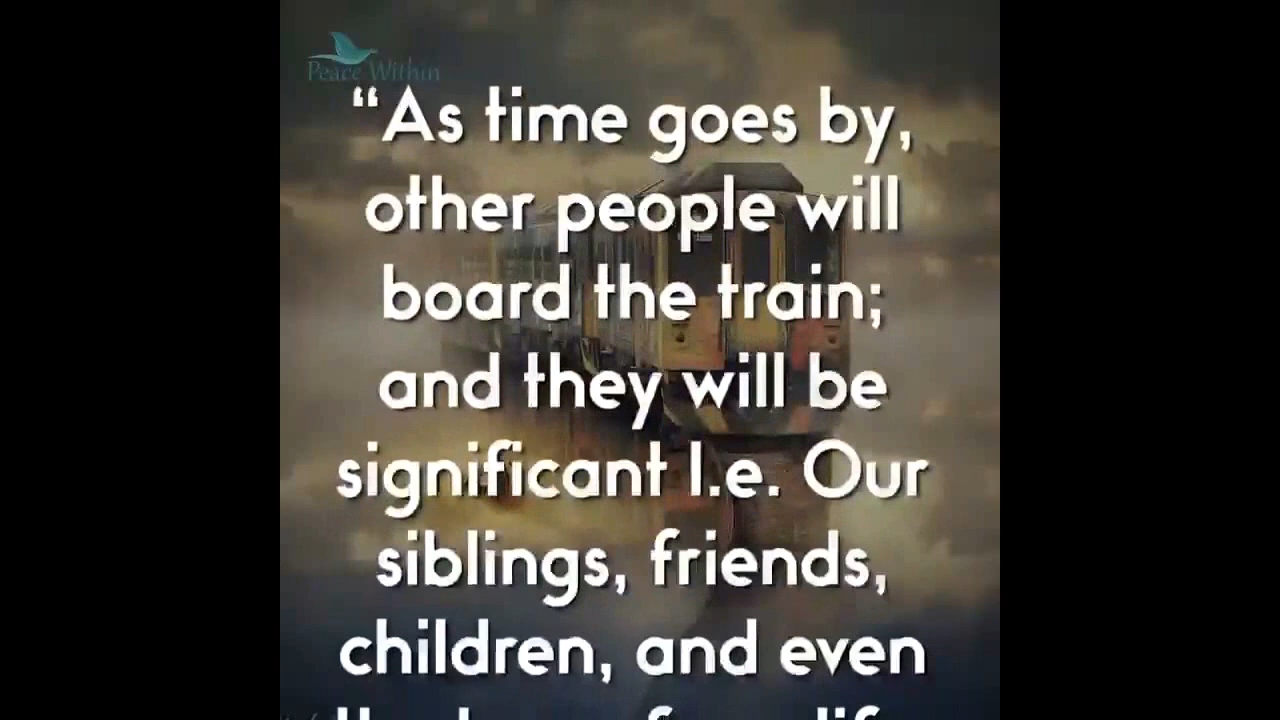 Peace Within
“As time goes by,
other people will
board the train;
and they will be
significant I.e. Our
siblings, friends,
children, and even